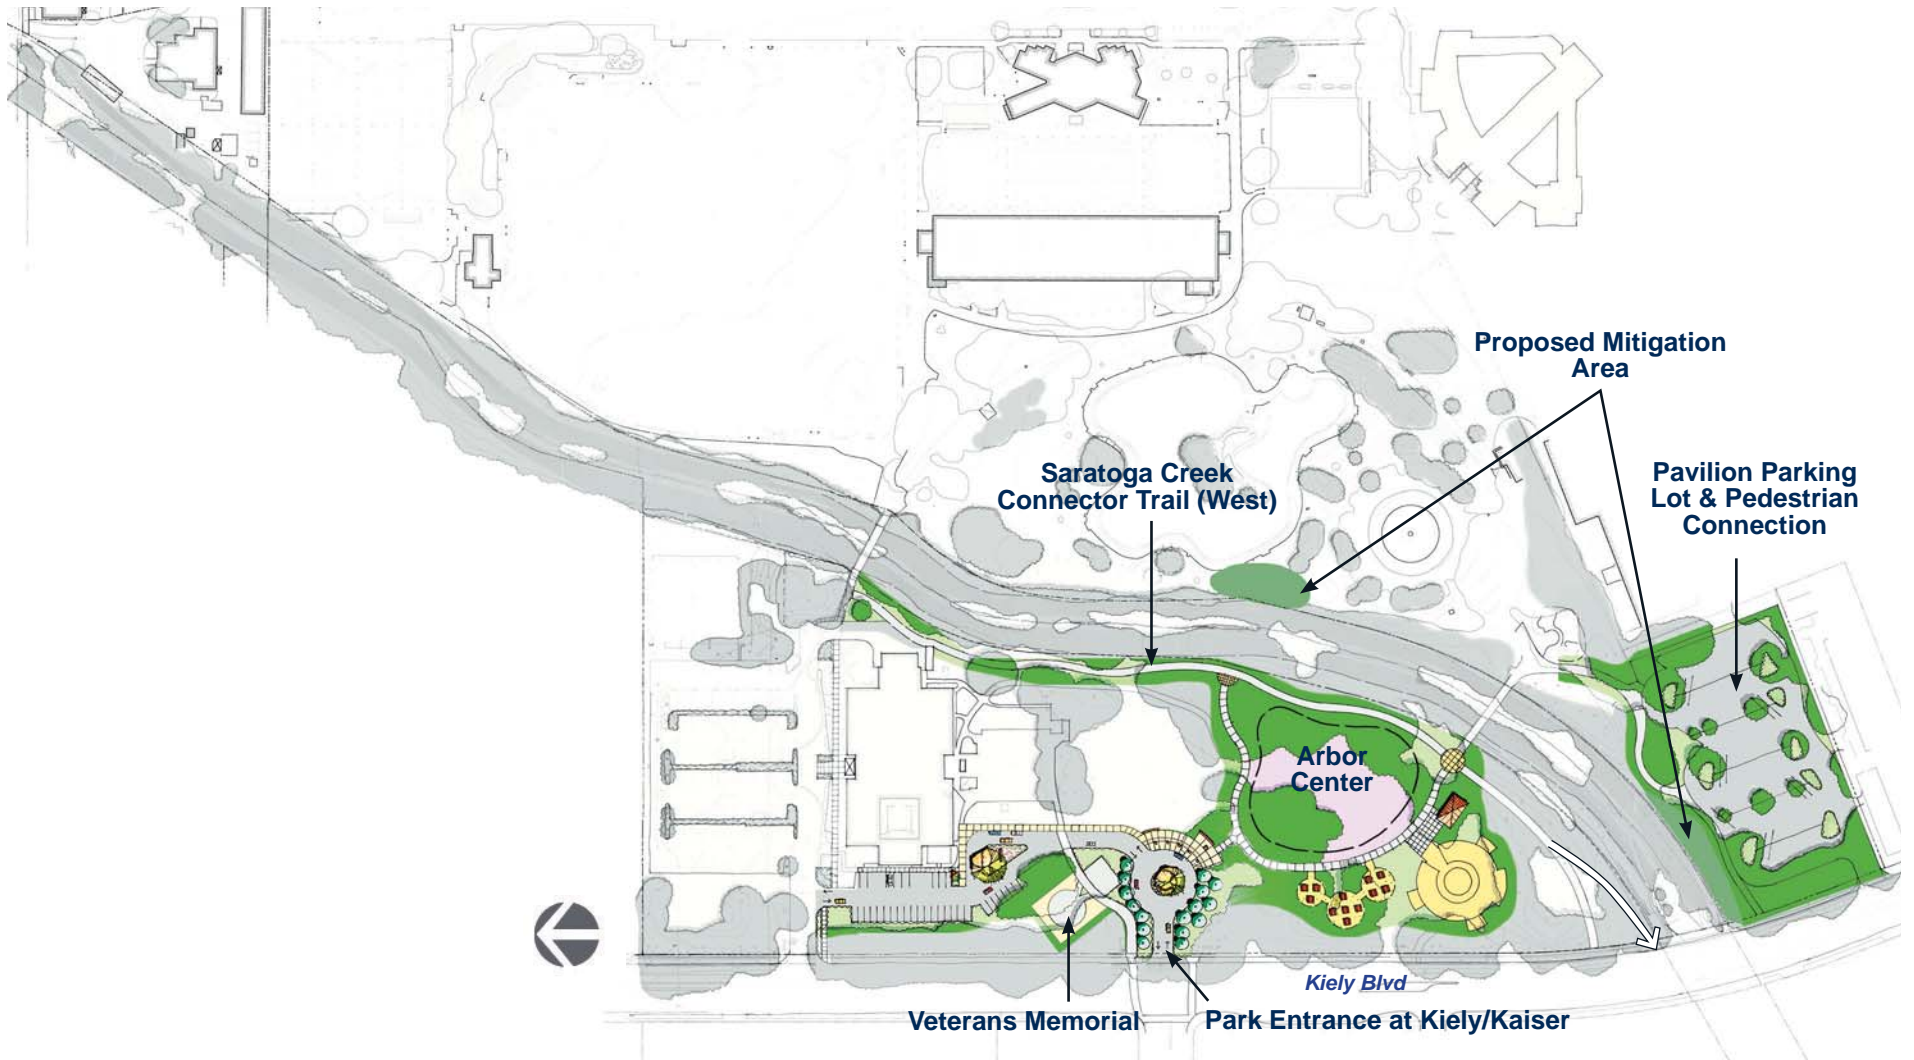 Proposed Mitigation
Area
Saratoga Creek
Connector Trail (West)
Pavilion Parking
Lot & Pedestrian
Connection
Arbor
Center
Kiely Blvd
Veterans Memorial
Park Entrance at Kiely/Kaiser